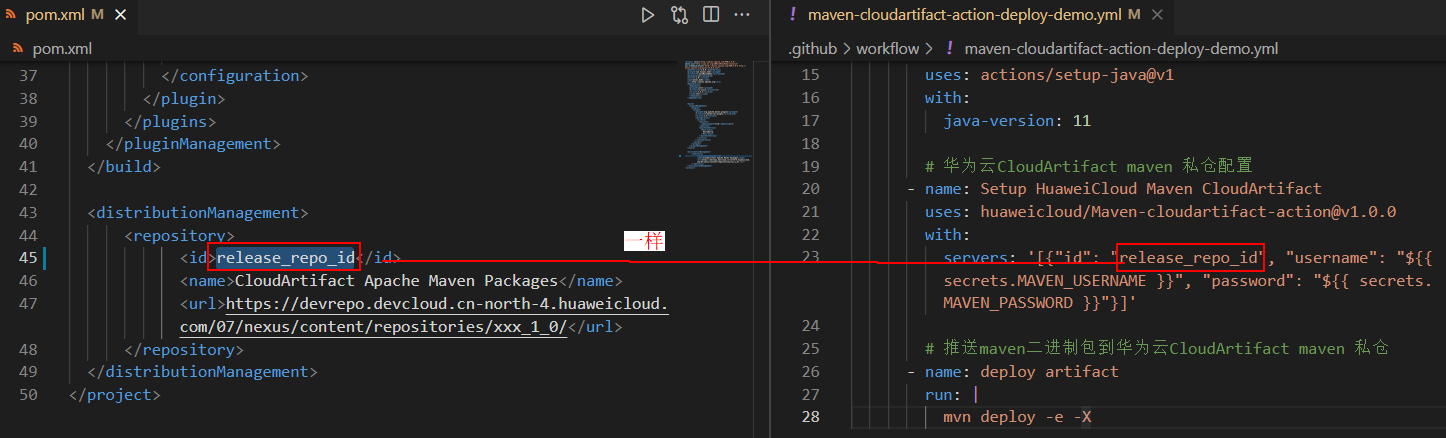 pom.xml M
pom.xml
37 </configuration>
38 </plugin>
39 </plugins>
40 </pluginManagement>
41 </build>
42
43 <distributionManagement>
44 <repository>
45 <id>release_repo_id</id>
46 <name>CloudArtifact Apache Maven Packages</name>
47 <url>https://devrepo.devcloud.cn-north-4.huaweicloud.
com/07/nexus/content/repositories/xxx_1_0/</url>
48 </repository>
49 </distributionManagement>
50 </project>
一样
! maven-cloudartifact-action-deploy-demo.yml M
.github > workflow > ! maven-cloudartifact-action-deploy-demo.yml
15 uses: actions/setup-java@v1
16 with:
17 java-version: 11
18
19 # 华为云CloudArtifact maven 私仓配置
20 - name: Setup HuaweiCloud Maven CloudArtifact
21 uses: huaweicloud/Maven-cloudartifact-action@v1.0.0
22 with:
23 servers: '[{"id": "release_repo_id", "username": "${{
secrets.MAVEN_USERNAME }}", "password": "${{ secrets.
MAVEN_PASSWORD }}"}]'
24
25 # 推送maven二进制包到华为云CloudArtifact maven 私仓
26 - name: deploy artifact
27 run: |
28 mvn deploy -e -X